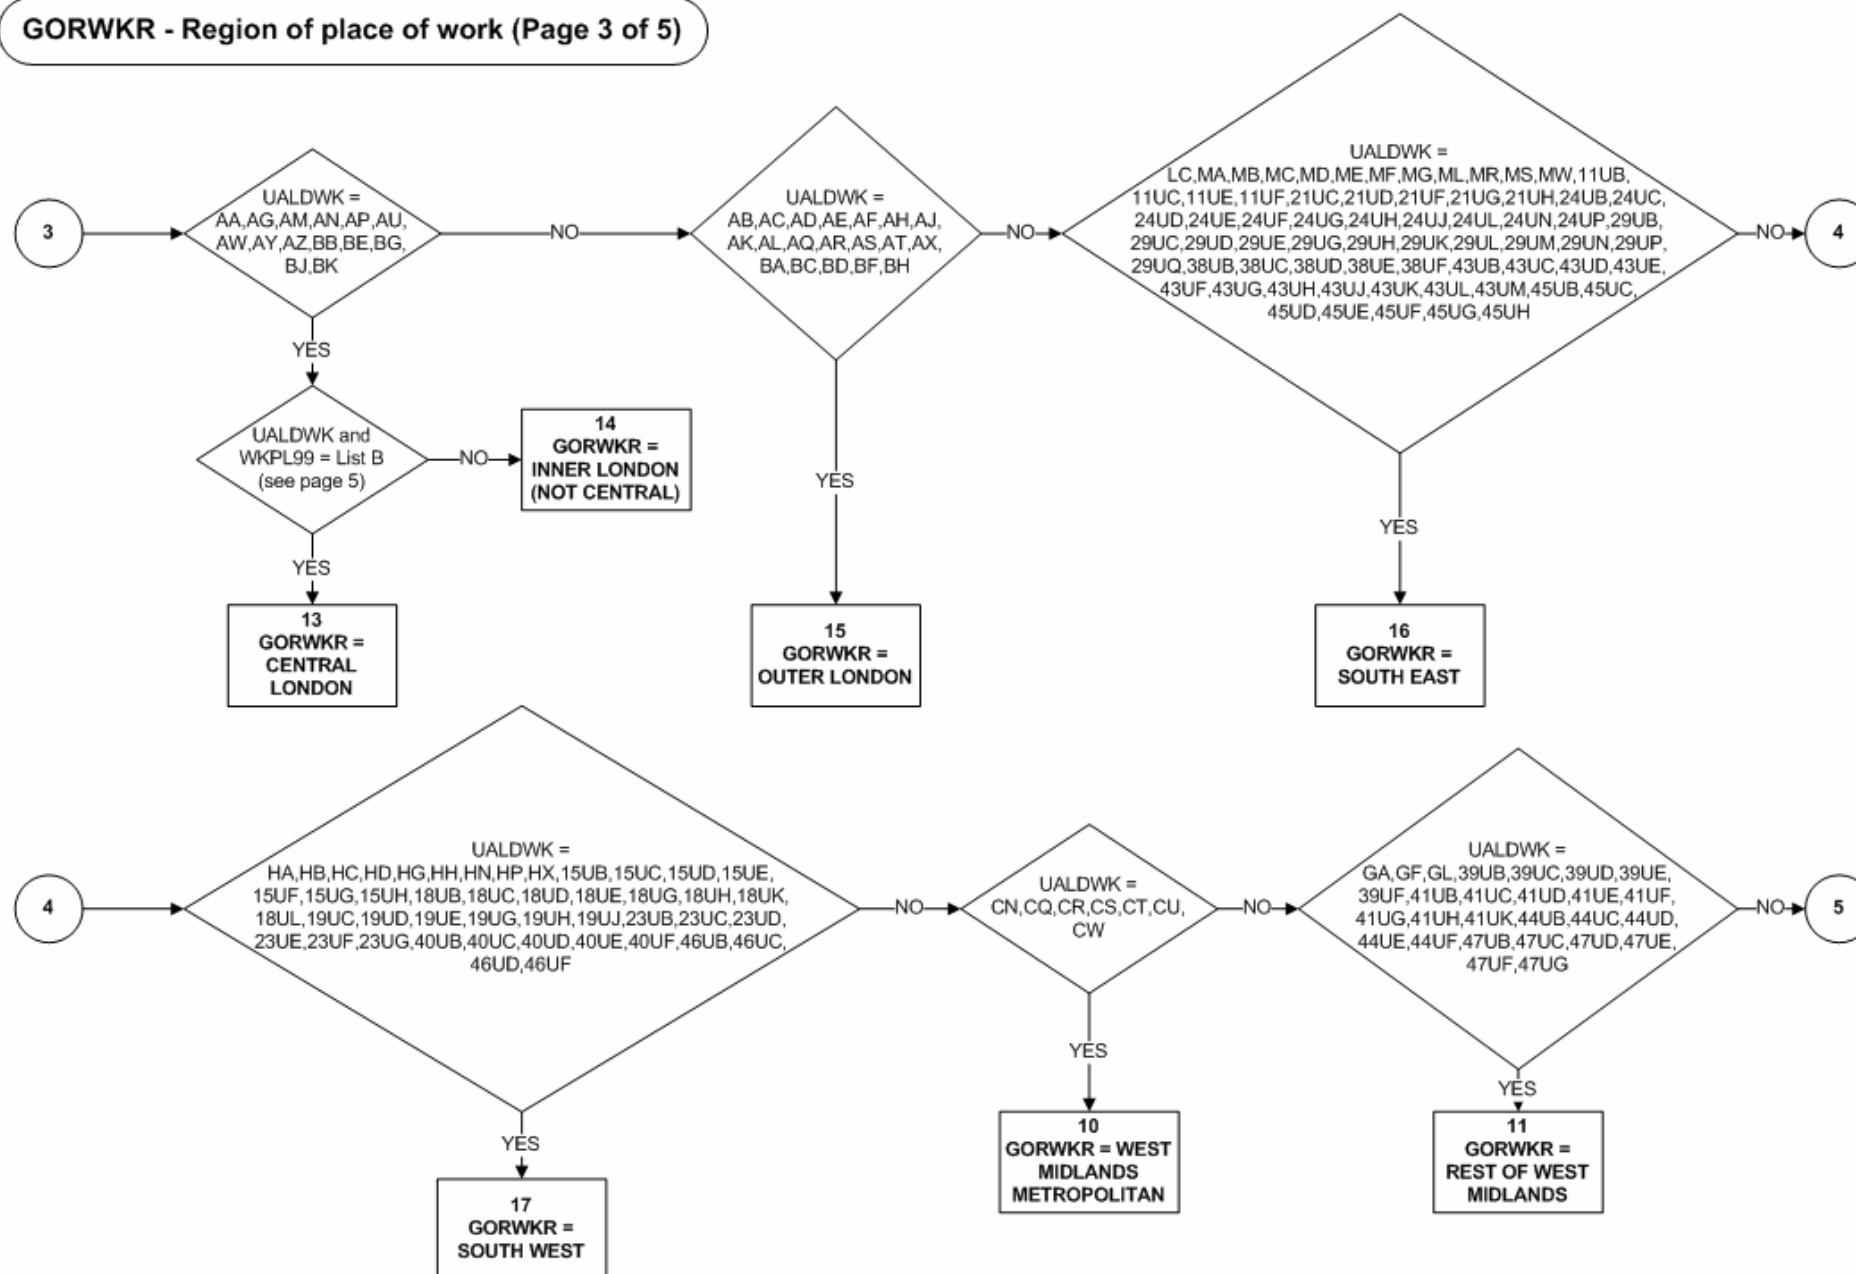 GORWKR - Region of place of work (Page 3 of 5)
3
UALDWK =
AA,AG,AM,AN,AP,AU,
AW,AY,AZ,BB,BE,BG,
BJ,BK
NO
UALDWK =
AB,AC,AD,AE,AF,AH,AJ,
AK,AL,AQ,AR,AS,AT,AX,
BA,BC,BD,BF,BH
NO
UALDWK =
LC,MA,MB,MC,MD,ME,MF,MG,ML,MR,MS,MW,11UB,
11UC,11UE,11UF,21UC,21UD,21UF,21UG,21UH,24UB,24UC,
24UD,24UE,24UF,24UG,24UH,24UJ,24UL,24UN,24UP,29UB,
29UC,29UD,29UE,29UG,29UH,29UK,29UL,29UM,29UN,29UP,
29UQ,38UB,38UC,38UD,38UE,38UF,43UB,43UC,43UD,43UE,
43UF,43UG,43UH,43UJ,43UK,43UL,43UM,45UB,45UC,
45UD,45UE,45UF,45UG,45UH
NO
4
YES
UALDWK and
WKPL99 = List B
(see page 5)
NO
14
GORWKR =
INNER LONDON
(NOT CENTRAL)
YES
13
GORWKR =
CENTRAL
LONDON
YES
15
GORWKR =
OUTER LONDON
YES
16
GORWKR =
SOUTH EAST
4
UALDWK =
HA,HB,HC,HD,HG,HH,HN,HP,HX,15UB,15UC,15UD,15UE,
15UF,15UG,15UH,18UB,18UC,18UD,18UE,18UG,18UH,18UK,
18UL,19UC,19UD,19UE,19UG,19UH,19UJ,23UB,23UC,23UD,
23UE,23UF,23UG,40UB,40UC,40UD,40UE,40UF,46UB,46UC,
46UD,46UF
NO
UALDWK =
CN,CQ,CR,CS,CT,CU,
CW
NO
UALDWK =
GA,GF,GL,39UB,39UC,39UD,39UE,
39UF,41UB,41UC,41UD,41UE,41UF,
41UG,41UH,41UK,44UB,44UC,44UD,
44UE,44UF,47UB,47UC,47UD,47UE,
47UF,47UG
NO
5
YES
17
GORWKR =
SOUTH WEST
YES
10
GORWKR = WEST
MIDLANDS
METROPOLITAN
YES
11
GORWKR =
REST OF WEST
MIDLANDS